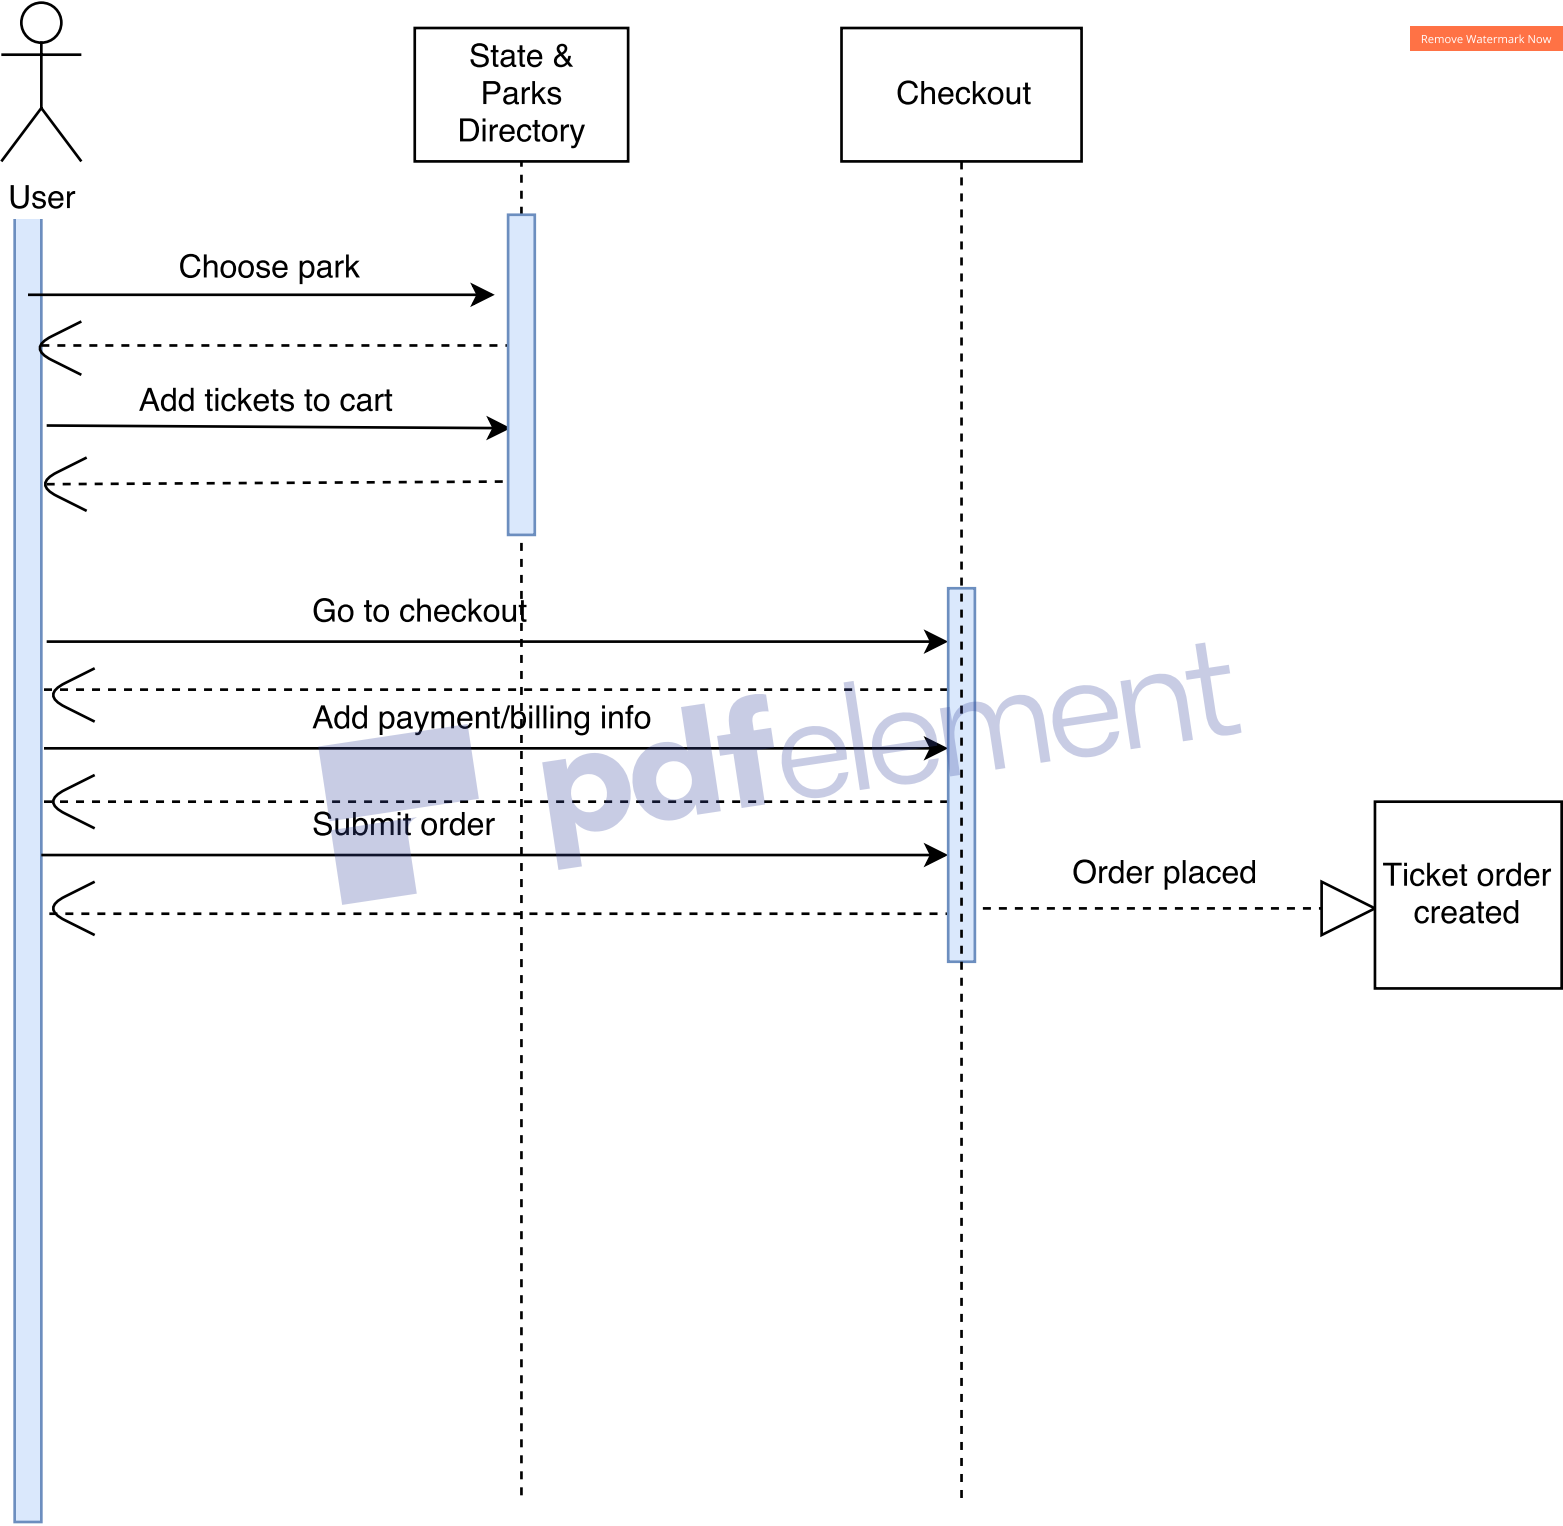 State &
Parks
Directory
Checkout
Remove Watermark Now
User
Choose park
Add tickets to cart
Go to checkout
Add payment/billing info
pdfelement
Submit order
Order placed
Ticket order
created